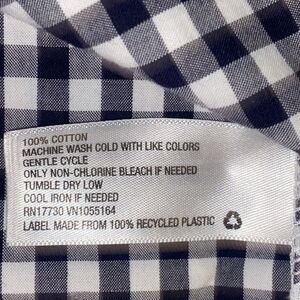 100% COTTON
MACHINE WASH COLD WITH LIKE COLORS
GENTLE CYCLE
ONLY NON-CHLORINE BLEACH IF NEEDED
TUMBLE DRY LOW
COOL IRON IF NEEDED
RN17730 VN1055164
LABEL MADE FROM 100% RECYCLED PLASTIC